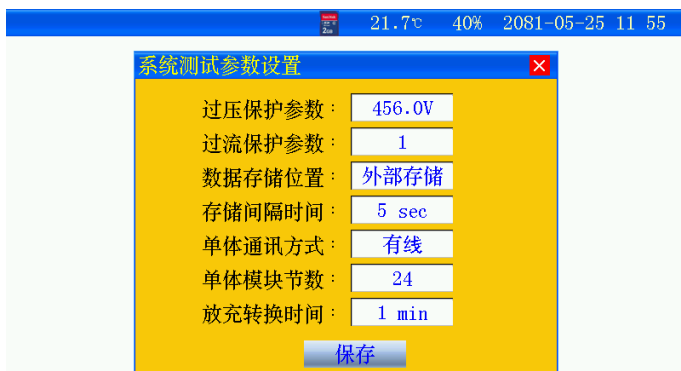 21.7℃ 40% 2081-05-25 11 55
系统测试参数设置
过压保护参数： 456.0V
过流保护参数： 1
数据存储位置： 外部存储
存储间隔时间： 5 sec
单体通讯方式： 有线
单体模块节数： 24
放充转换时间： 1 min
保存